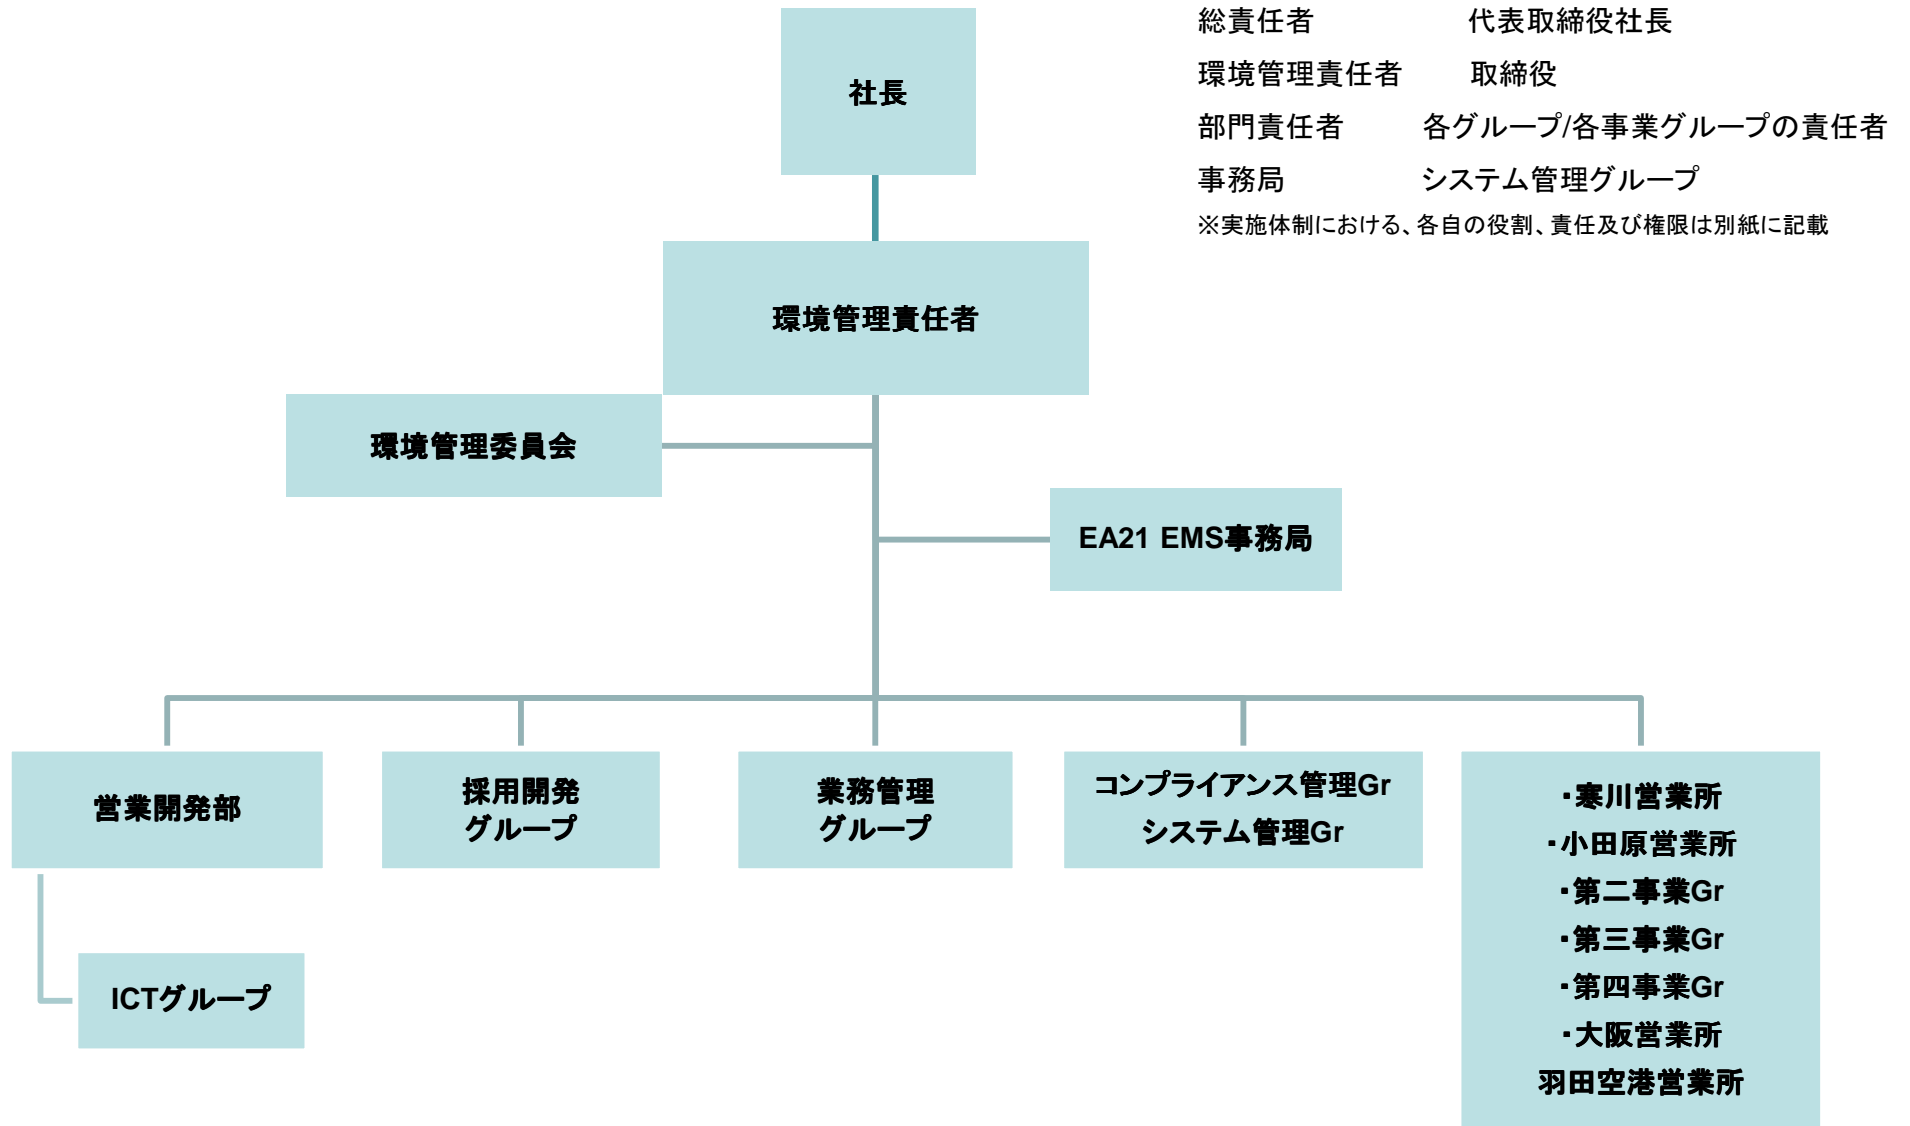 総責任者 代表取締役社長
環境管理責任者 取締役
部門責任者 各グループ/各事業グループの責任者
事務局 システム管理グループ
※実施体制における、各自の役割、責任及び権限は別紙に記載
社長
環境管理責任者
環境管理委員会
EA21 EMS事務局
営業開発部
採用開発
グループ
業務管理
グループ
コンプライアンス管理Gr
システム管理Gr
・寒川営業所
・小田原営業所
・第二事業Gr
・第三事業Gr
・第四事業Gr
・大阪営業所
羽田空港営業所
ICTグループ